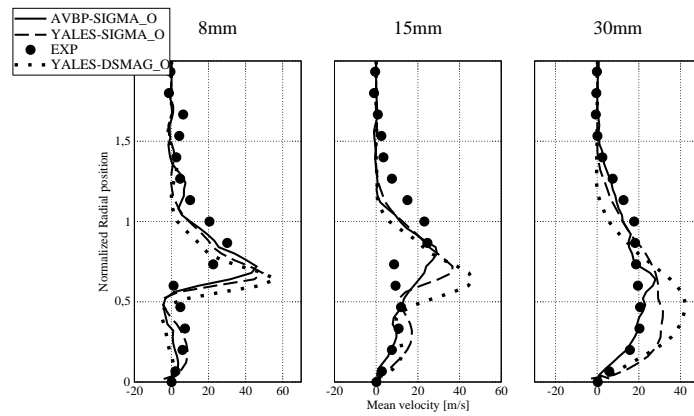 AVBP-SIGMA_O
YALES-SIGMA_O
EXP
YALES-DSMAG_O
8mm
15mm
30mm
Normalized Radial position
1,5
1
0,5
0
-20 0 20 40 60
-20 0 20 40 60
-20 0 20 40
Mean velocity [m/s]